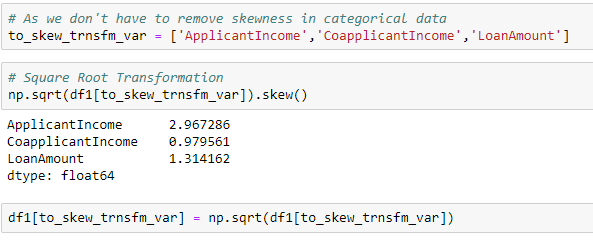 # As we don't have to remove skewness in categorical data
to_skew_trnsfm_var = ['ApplicantIncome','CoapplicantIncome','LoanAmount']
# Square Root Transformation
np.sqrt(df1[to_skew_trnsfm_var]).skew()
ApplicantIncome      2.967286
CoapplicantIncome    0.979561
LoanAmount           1.314162
dtype: float64
df1[to_skew_trnsfm_var] = np.sqrt(df1[to_skew_trnsfm_var])